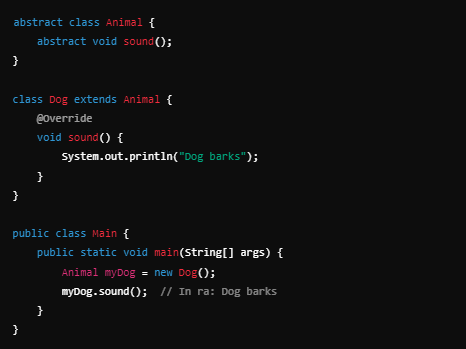 abstract class Animal {
    abstract void sound();
}

class Dog extends Animal {
    @Override
    void sound() {
        System.out.println("Dog barks");
    }
}

public class Main {
    public static void main(String[] args) {
        Animal myDog = new Dog();
        myDog.sound();  // In ra: Dog barks
    }
}